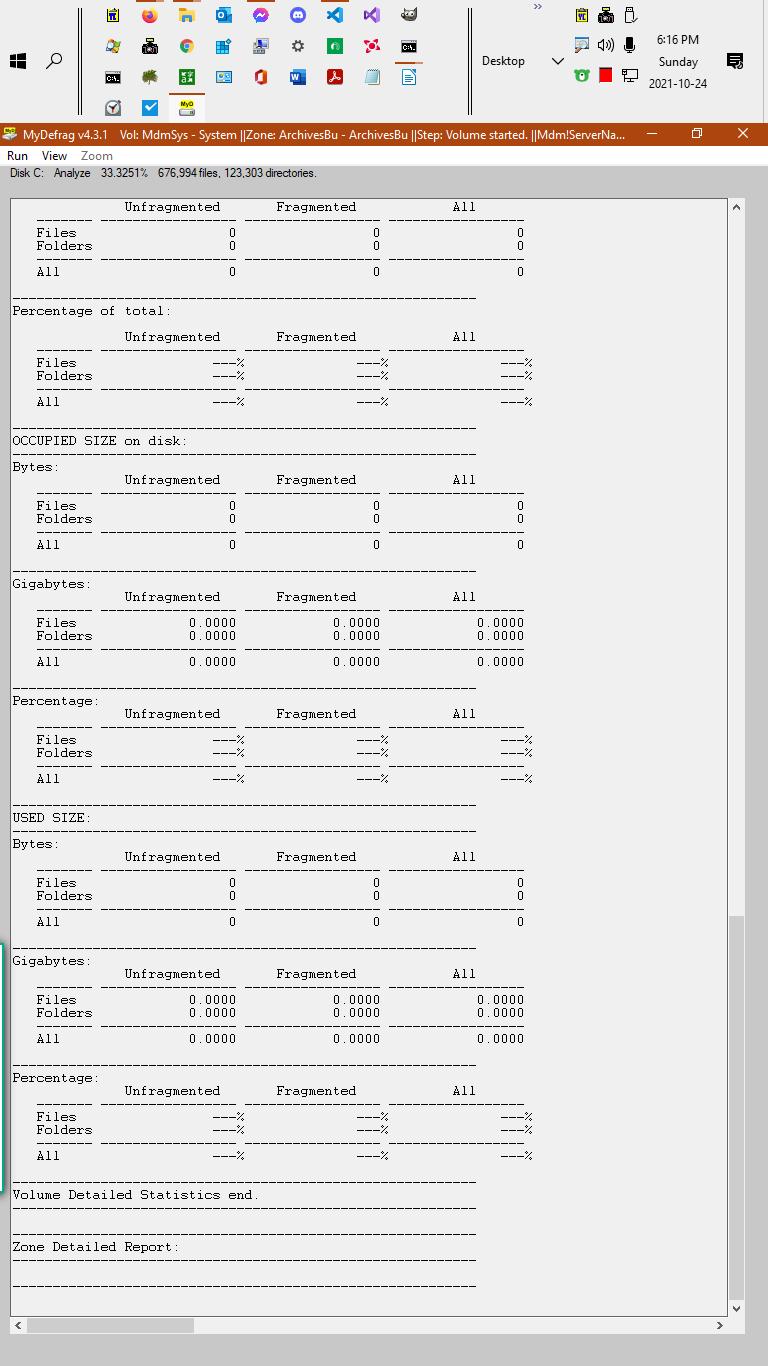 »
Desktop
6:16 PM
Sunday
2021-10-24
MyD
MyDefrag v4.3.1 Vol: MdmSys - System ||Zone: ArchivesBu - ArchivesBu ||Step: Volume started. ||Mdm!ServerNa...
Run View Zoom
Disk C: Analyze 33.3251% 676,994 files, 123,303 directories.
Unfragmented Fragmented All
------- ----------------- ----------------- -----------------
Files 0 0 0
Folders 0 0 0
------- ----------------- ----------------- -----------------
All 0 0 0
----------------------------------------------------------
Percentage of total:
Unfragmented Fragmented All
------- ----------------- ----------------- -----------------
Files ---% ---% ---%
Folders ---% ---% ---%
------- ----------------- ----------------- -----------------
All ---% ---% ---%
----------------------------------------------------------
OCCUPIED SIZE on disk:
----------------------------------------------------------
Bytes:
Unfragmented Fragmented All
------- ----------------- ----------------- -----------------
Files 0 0 0
Folders 0 0 0
------- ----------------- ----------------- -----------------
All 0 0 0
----------------------------------------------------------
Gigabytes:
Unfragmented Fragmented All
------- ----------------- ----------------- -----------------
Files 0.0000 0.0000 0.0000
Folders 0.0000 0.0000 0.0000
------- ----------------- ----------------- -----------------
All 0.0000 0.0000 0.0000
----------------------------------------------------------
Percentage:
Unfragmented Fragmented All
------- ----------------- ----------------- -----------------
Files ---% ---% ---%
Folders ---% ---% ---%
------- ----------------- ----------------- -----------------
All ---% ---% ---%
----------------------------------------------------------
USED SIZE:
----------------------------------------------------------
Bytes:
Unfragmented Fragmented All
------- ----------------- ----------------- -----------------
Files 0 0 0
Folders 0 0 0
------- ----------------- ----------------- -----------------
All 0 0 0
----------------------------------------------------------
Gigabytes:
Unfragmented Fragmented All
------- ----------------- ----------------- -----------------
Files 0.0000 0.0000 0.0000
Folders 0.0000 0.0000 0.0000
------- ----------------- ----------------- -----------------
All 0.0000 0.0000 0.0000
----------------------------------------------------------
Percentage:
Unfragmented Fragmented All
------- ----------------- ----------------- -----------------
Files ---% ---% ---%
Folders ---% ---% ---%
------- ----------------- ----------------- -----------------
All ---% ---% ---%
----------------------------------------------------------
Volume Detailed Statistics end.
----------------------------------------------------------
----------------------------------------------------------
Zone Detailed Report:
----------------------------------------------------------
----------------------------------------------------------